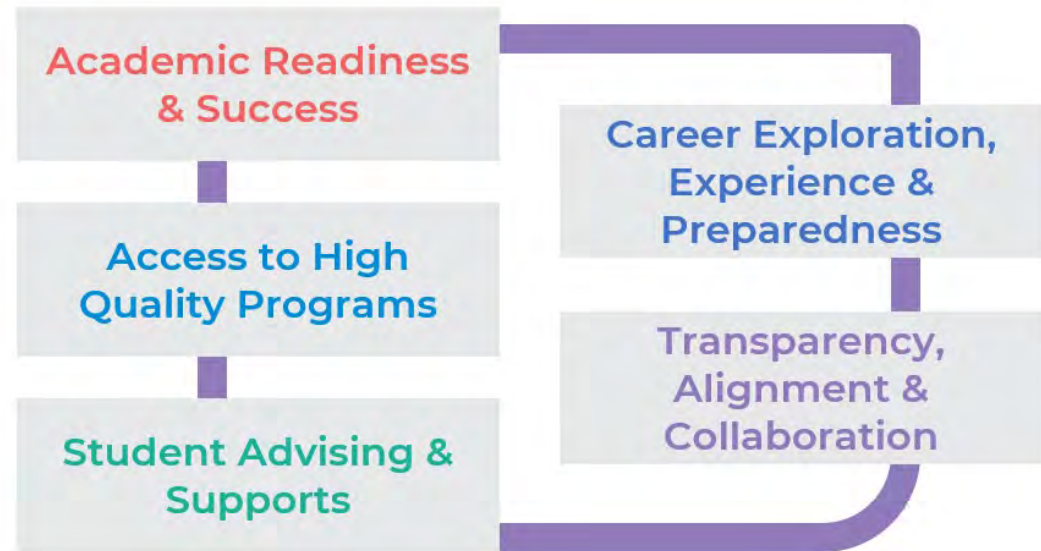 Academic Readiness
& Success
Access to High
Quality Programs
Student Advising &
Supports
Career Exploration,
Experience &
Preparedness
Transparency,
Alignment &
Collaboration